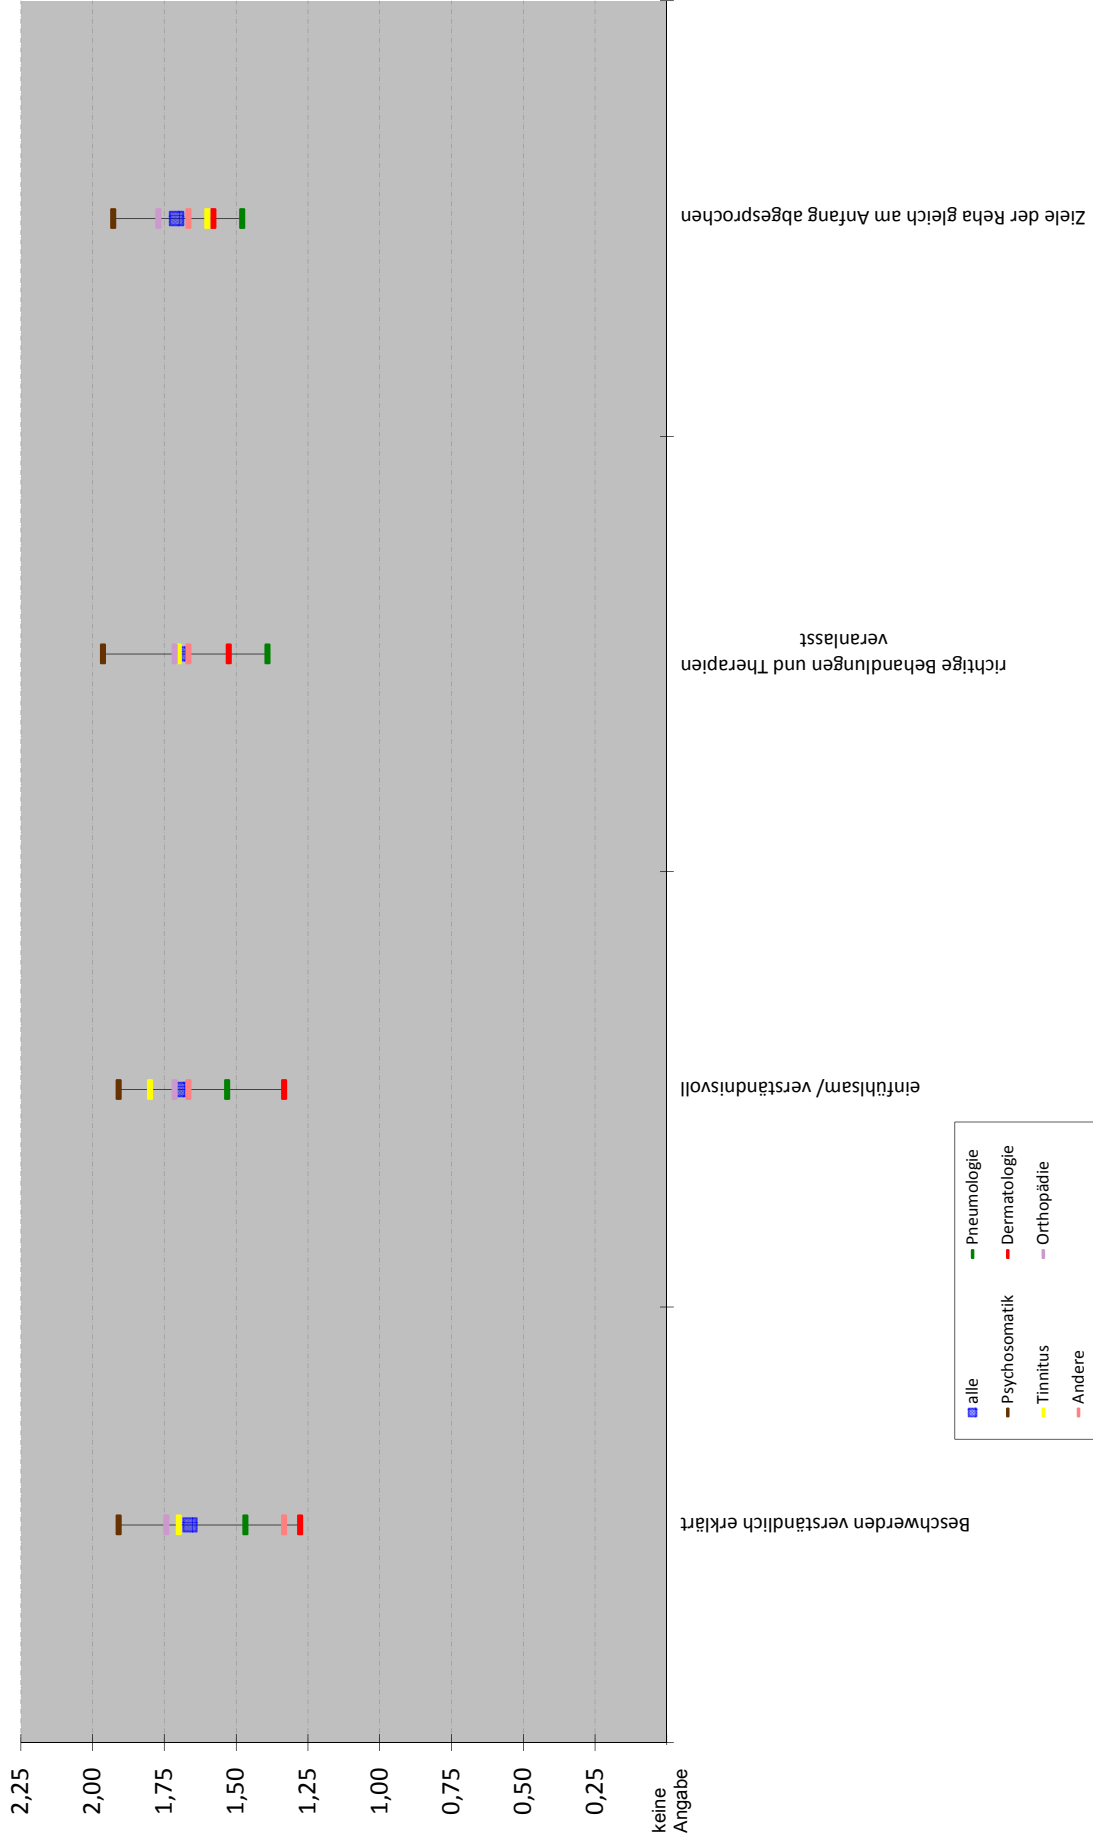 2,25
2,00
1,75
1,50
1,25
1,00
0,75
0,50
0,25
keine
Angabe
Beschwerden verständlich erklärt
einfühlsam/ verständnisvoll
richtige Behandlungen und Therapien
veranlasst
Ziele der Reha gleich am Anfang abgesprochen
alle
Pneumologie
Psychosomatik
Dermatologie
Tinnitus
Orthopädie
Andere